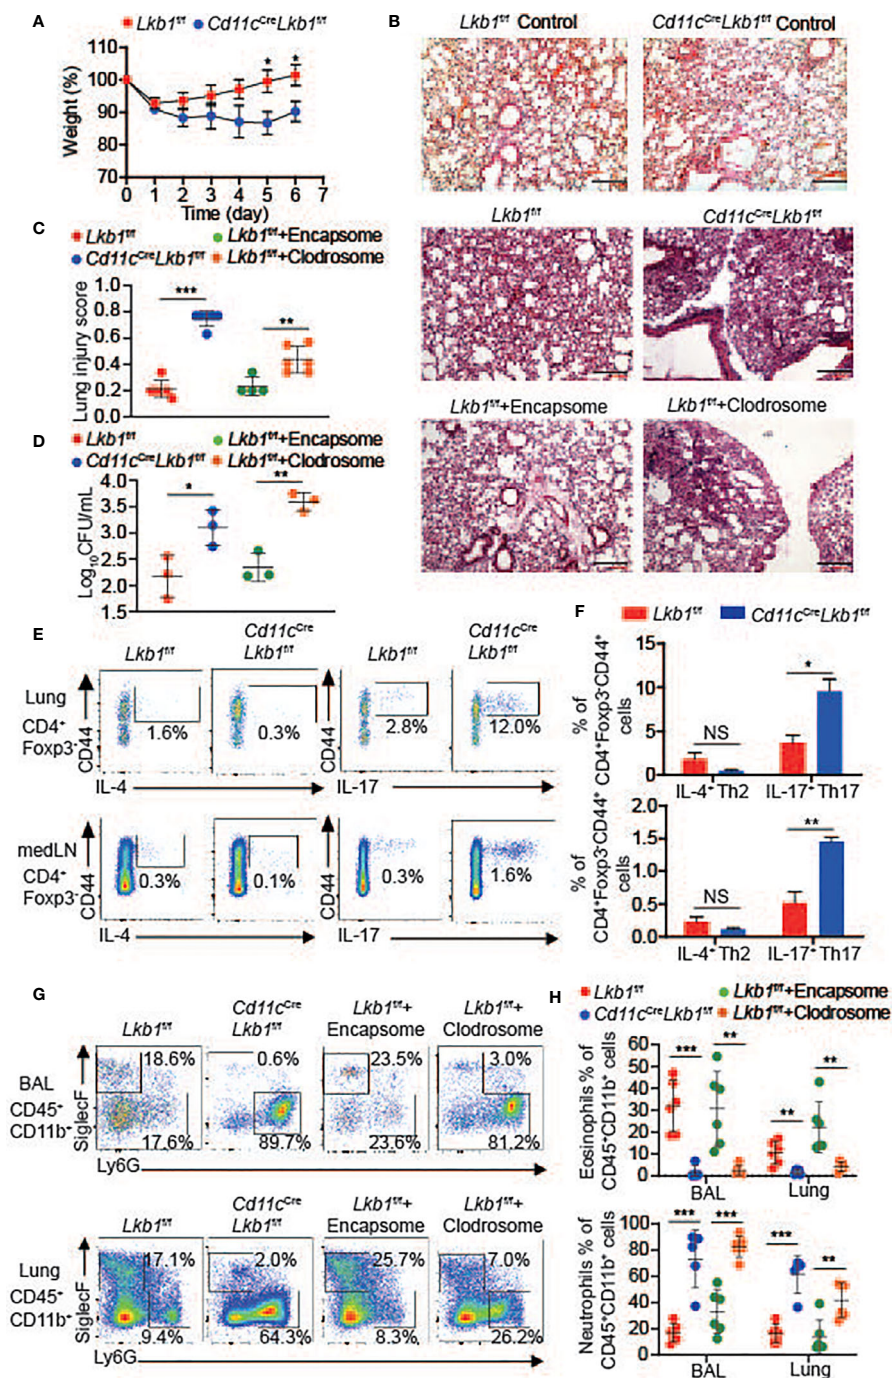 A
Lkb1f/f Cd11cCreLkb1f/f
Weight (%)
110
100
90
80
70
* *
0 1 2 3 4 5 6 7
Time (day)
B
Lkb1f/f Control
Cd11cCreLkb1f/f Control
Lkb1f/f
Cd11cCreLkb1f/f
Lkb1f/f+Encapsome
Lkb1f/f+Clodrosome
C
Lkb1f/f Lkb1f/f+Encapsome
Cd11cCreLkb1f/f Lkb1f/f+Clodrosome
Lung injury score
1.0
0.8
0.6
0.4
0.2
0.0
***
**
D
Lkb1f/f Lkb1f/f+Encapsome
Cd11cCreLkb1f/f Lkb1f/f+Clodrosome
Log10CFU/mL
4.0
3.5
3.0
2.5
2.0
1.5
*
**
E
Lkb1f/f
Cd11cCre
Lkb1f/f
Lkb1f/f
Cd11cCre
Lkb1f/f
Lung
CD4+
Foxp3-
CD44
1.6%
0.3%
CD44
2.8%
12.0%
IL-4
IL-17
medLN
CD4+
Foxp3-
CD44
0.3%
0.1%
CD44
0.3%
1.6%
IL-4
IL-17
F
Lkb1f/f Cd11cCreLkb1f/f
% of
CD4+Foxp3-CD44+
cells
15
10
5
0
NS
*
IL-4+Th2 IL-17+Th17
% of
CD4+Foxp3-CD44+
cells
2.0
1.5
1.0
0.5
0.0
NS
**
IL-4+Th2 IL-17+Th17
G
Lkb1f/f
Cd11cCre
Lkb1f/f
Lkb1f/f+
Encapsome
Lkb1f/f+
Clodrosome
BAL
CD45+
CD11b+
SiglecF
18.6%
17.6%
0.6%
89.7%
23.5%
23.6%
3.0%
81.2%
Ly6G
Lkb1f/f
Cd11cCre
Lkb1f/f
Lkb1f/f+
Encapsome
Lkb1f/f+
Clodrosome
Lung
CD45+
CD11b+
SiglecF
17.1%
9.4%
2.0%
64.3%
25.7%
8.3%
7.0%
26.2%
Ly6G
H
Lkb1f/f Lkb1f/f+Encapsome
Cd11cCreLkb1f/f Lkb1f/f+Clodrosome
Eosinophils % of
CD45+CD11b+ cells
60
50
40
30
20
10
0
*** ** ** **
BAL Lung
Neutrophils % of
CD45+CD11b+ cells
100
80
60
40
20
0
*** *** *** **
BAL Lung